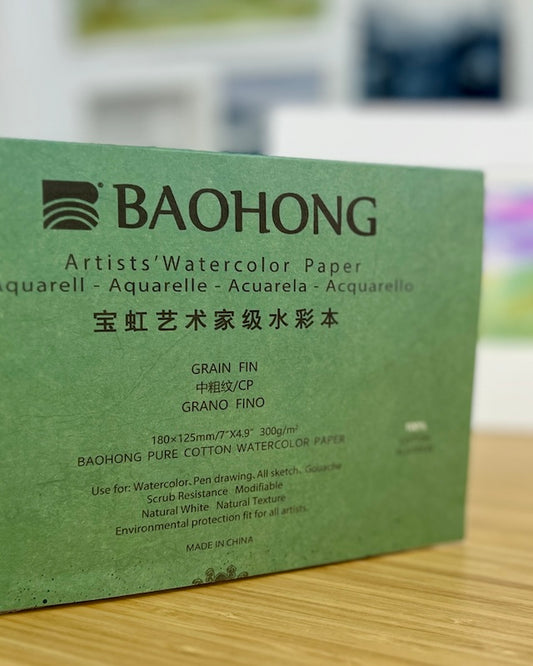 BAOHONG
Artists' Watercolor Paper
Aquarell - Aquarelle - Acuarela - Acquarello
宝虹艺术家级水彩本
GRAIN FIN
中粗纹/CP
GRANO FINO
180×125mm/7"X4.9" 300g/m²
BAOHONG PURE COTTON WATERCOLOR PAPER
Use for: Watercolor、Pen drawing、All sketch、Gouache
Scrub Resistance Modifiable
Natural White Natural Texture
Environmental protection fit for all artists.
MADE IN CHINA
100%